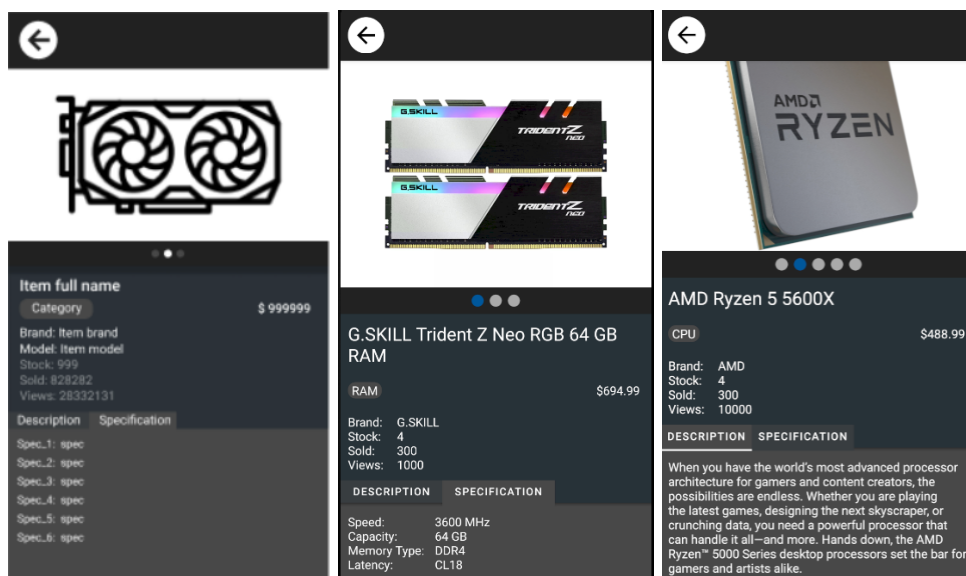 Item full name
Category
$ 999999
Brand: Item brand
Model: Item model
Stock: 999
Sold: 828282
Views: 28332131
Description
Specification
Spec_1: spec
Spec_2: spec
Spec_3: spec
Spec_4: spec
Spec_5: spec
Spec_6: spec
G.SKILL
TRIDENT Z
neo
G.SKILL
TRIDENT Z
neo
G.SKILL Trident Z Neo RGB 64 GB
RAM
RAM
$694.99
Brand: G.SKILL
Stock: 4
Sold: 300
Views: 1000
DESCRIPTION
SPECIFICATION
Speed: 3600 MHz
Capacity: 64 GB
Memory Type: DDR4
Latency: CL18
AMD
RYZEN
AMD Ryzen 5 5600X
CPU
$488.99
Brand: AMD
Stock: 4
Sold: 300
Views: 10000
DESCRIPTION
SPECIFICATION
When you have the world's most advanced processor
architecture for gamers and content creators, the
possibilities are endless. Whether you are playing
the latest games, designing the next skyscraper, or
crunching data, you need a powerful processor that
can handle it all—and more. Hands down, the AMD
Ryzen™ 5000 Series desktop processors set the bar for
gamers and artists alike.